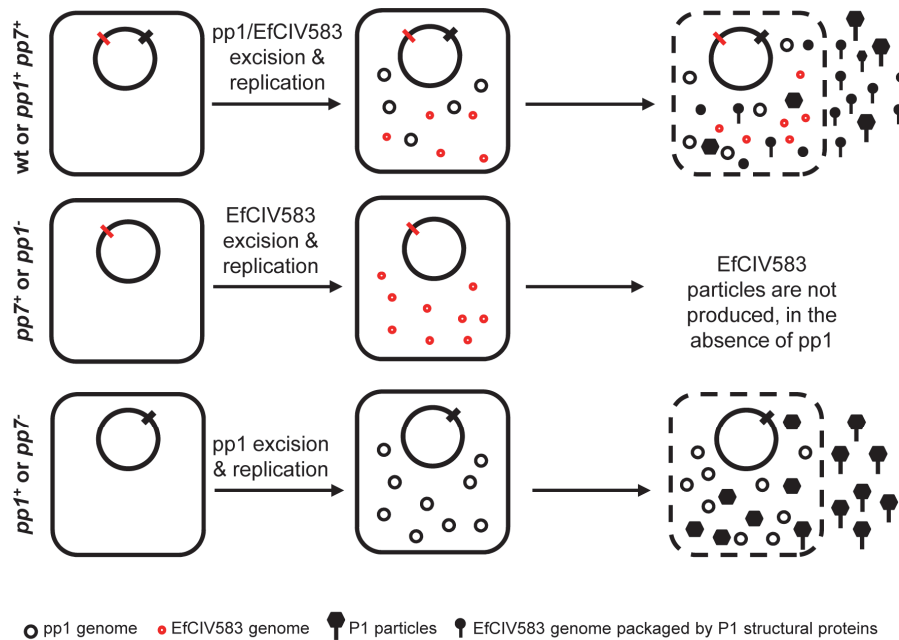 wt or pp1+ pp7+
pp1/EfCIV583
excision &
replication
pp7+ or pp1-
EfCIV583
excision &
replication
EfCIV583
particles are not
produced, in the
absence of pp1
pp1+ or pp7-
pp1 excision
& replication
pp1 genome EfCIV583 genome P1 particles EfCIV583 genome packaged by P1 structural proteins